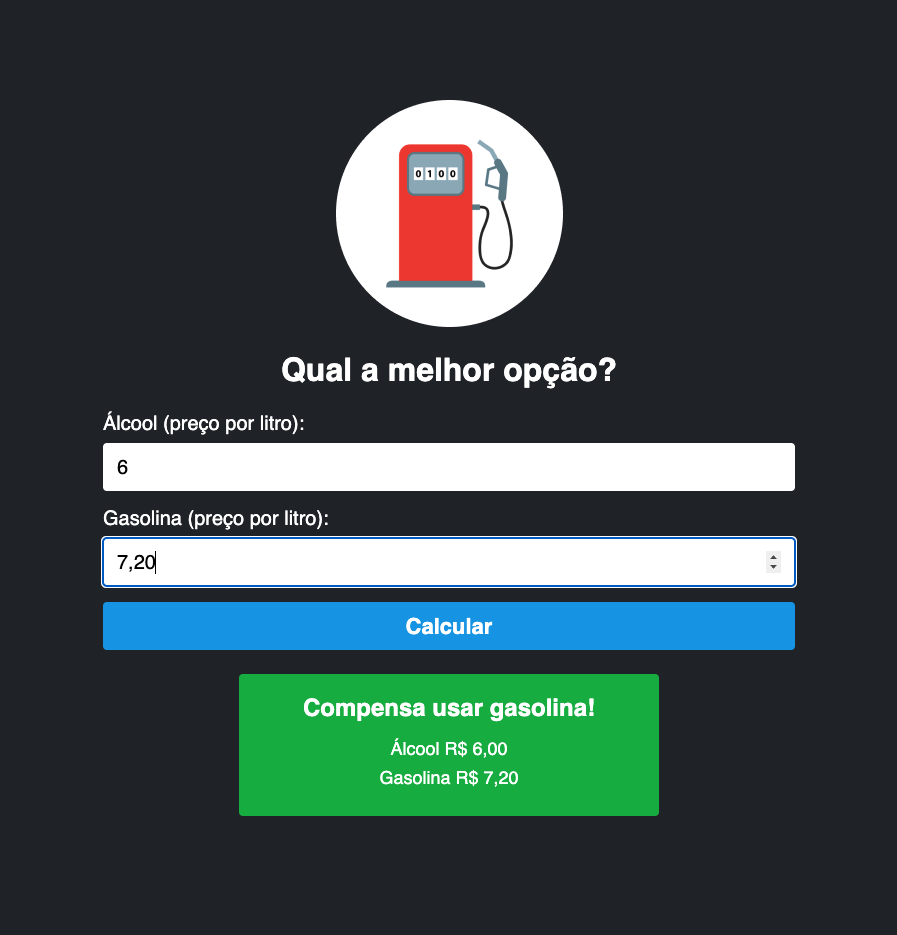 0100
Qual a melhor opção?
Álcool (preço por litro):
6
Gasolina (preço por litro):
7,20
Calcular
Compensa usar gasolina!
Álcool R$ 6,00
Gasolina R$ 7,20